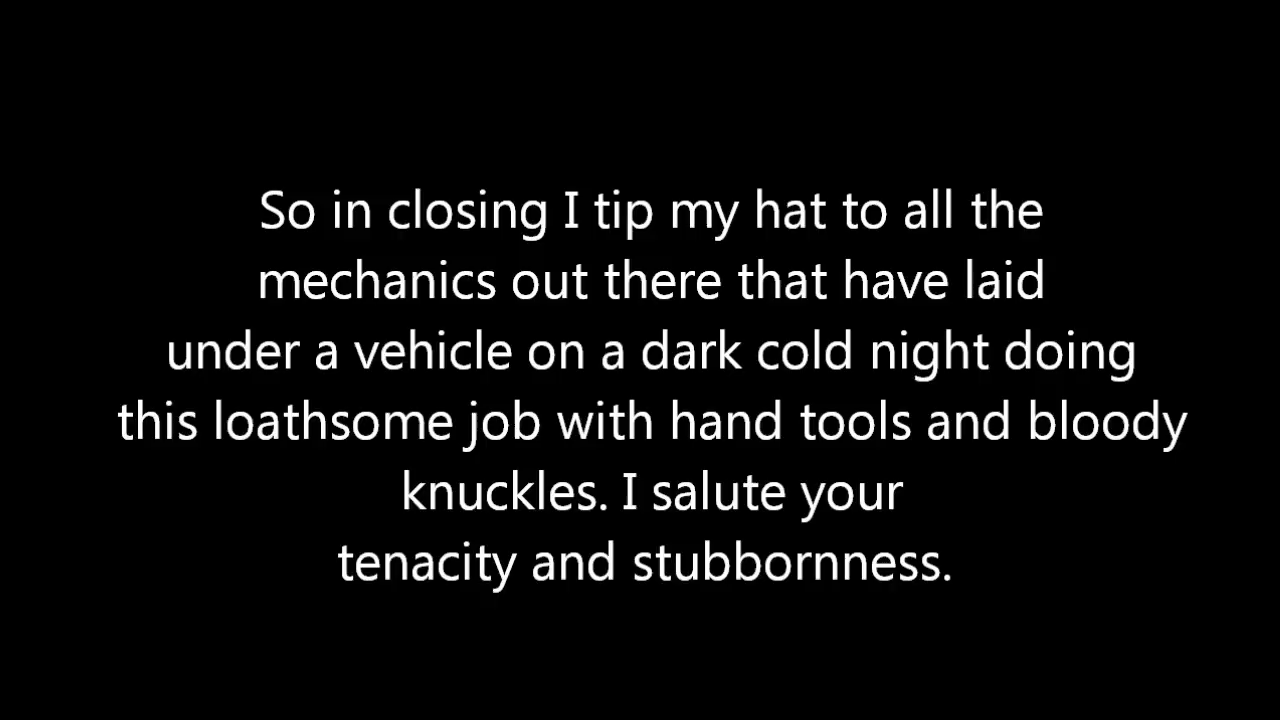 So in closing I tip my hat to all the
mechanics out there that have laid
under a vehicle on a dark cold night doing
this loathsome job with hand tools and bloody
knuckles. I salute your
tenacity and stubbornness.